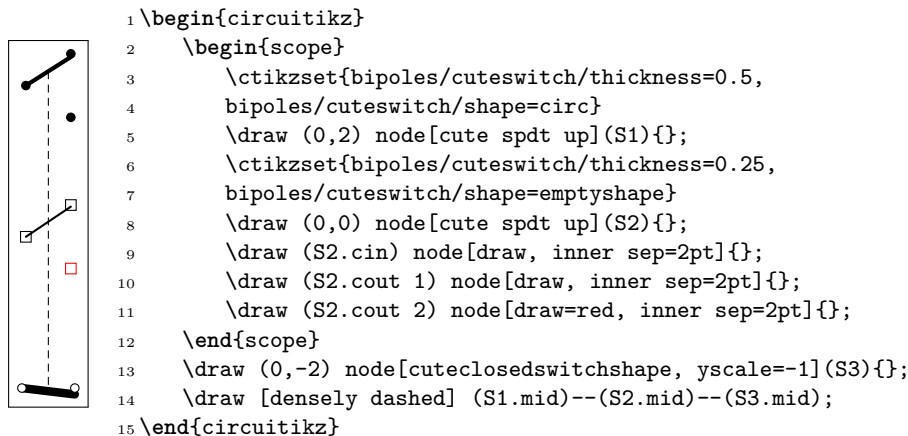 1 \begin{circuitikz}
2     \begin{scope}
3         \ctikzset{bipoles/cuteswitch/thickness=0.5,
4         bipoles/cuteswitch/shape=circ}
5         \draw (0,2) node[cute spdt up](S1){};
6         \ctikzset{bipoles/cuteswitch/thickness=0.25,
7         bipoles/cuteswitch/shape=emptyshape}
8         \draw (0,0) node[cute spdt up](S2){};
9         \draw (S2.cin) node[draw, inner sep=2pt]{};
10         \draw (S2.cout 1) node[draw, inner sep=2pt]{};
11         \draw (S2.cout 2) node[draw=red, inner sep=2pt]{};
12     \end{scope}
13     \draw (0,-2) node[cuteclosedswitchshape, yscale=-1](S3){};
14     \draw [densely dashed] (S1.mid)--(S2.mid)--(S3.mid);
15 \end{circuitikz}